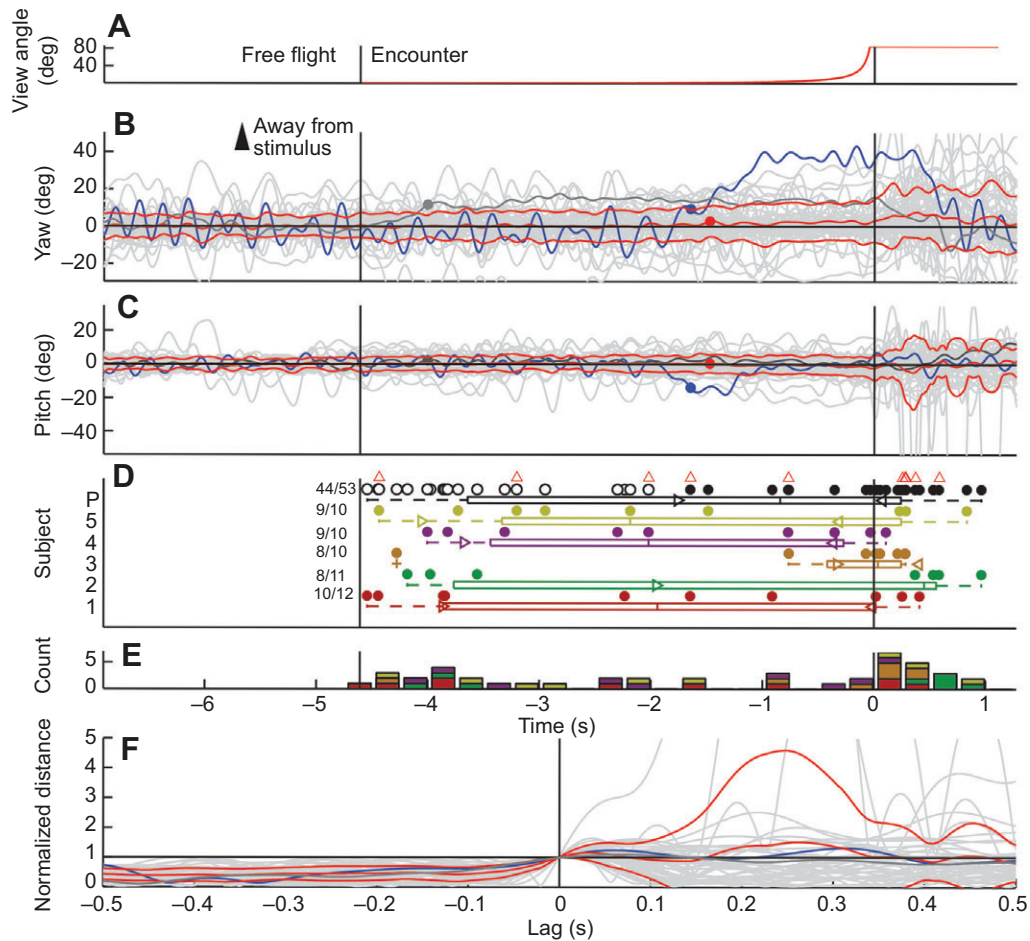 A
View angle
(deg)
80
40
Free flight
Encounter
B
Away from
stimulus
Yaw (deg)
40
20
0
–20
C
Pitch (deg)
20
0
–20
–40
D
Subject
P
5
4
3
2
1
44/53
9/10
9/10
8/10
8/11
10/12
E
Count
5
0
–6
–5
–4
–3
–2
–1
0
1
Time (s)
F
Normalized distance
5
4
3
2
1
0
–0.5
–0.4
–0.3
–0.2
–0.1
0
0.1
0.2
0.3
0.4
0.5
Lag (s)